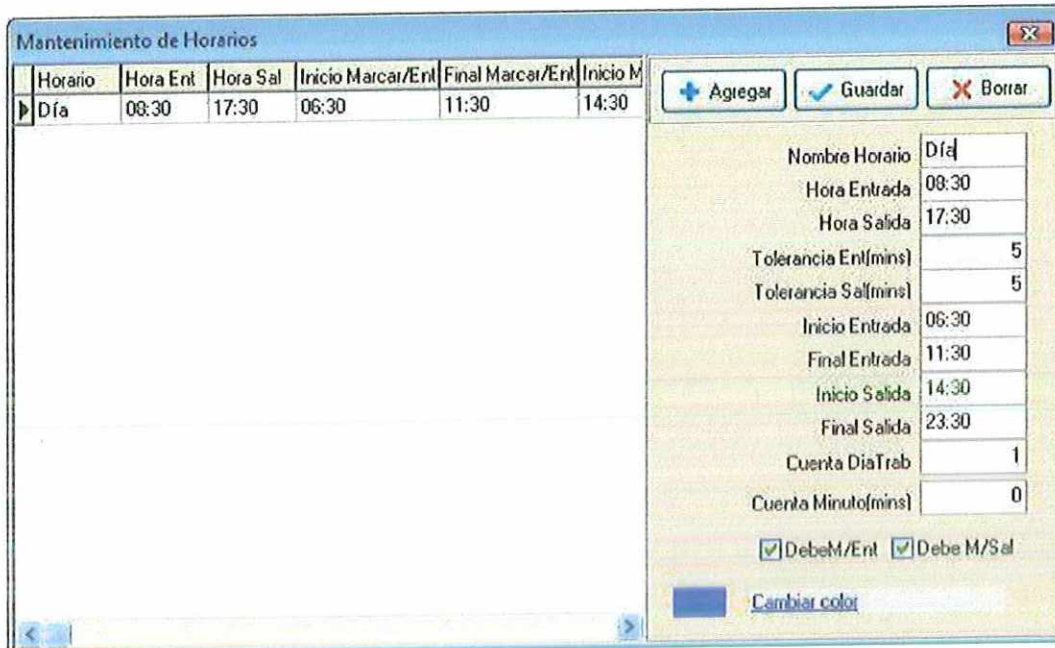 Mantenimiento de Horarios
Horario Hora Ent Hora Sal Inicio Marcar/Ent Final Marcar/Ent Inicio M
Día 08:30 17:30 06:30 11:30 14:30
Agregar Guardar Borrar
Nombre Horario Día
Hora Entrada 08:30
Hora Salida 17:30
Tolerancia Ent(mins) 5
Tolerancia Sal(mins) 5
Inicio Entrada 06:30
Final Entrada 11:30
Inicio Salida 14:30
Final Salida 23:30
Cuenta DiaTrab 1
Cuenta Minuto(mins) 0
DebeM/Ent Debe M/Sal
Cambiar color